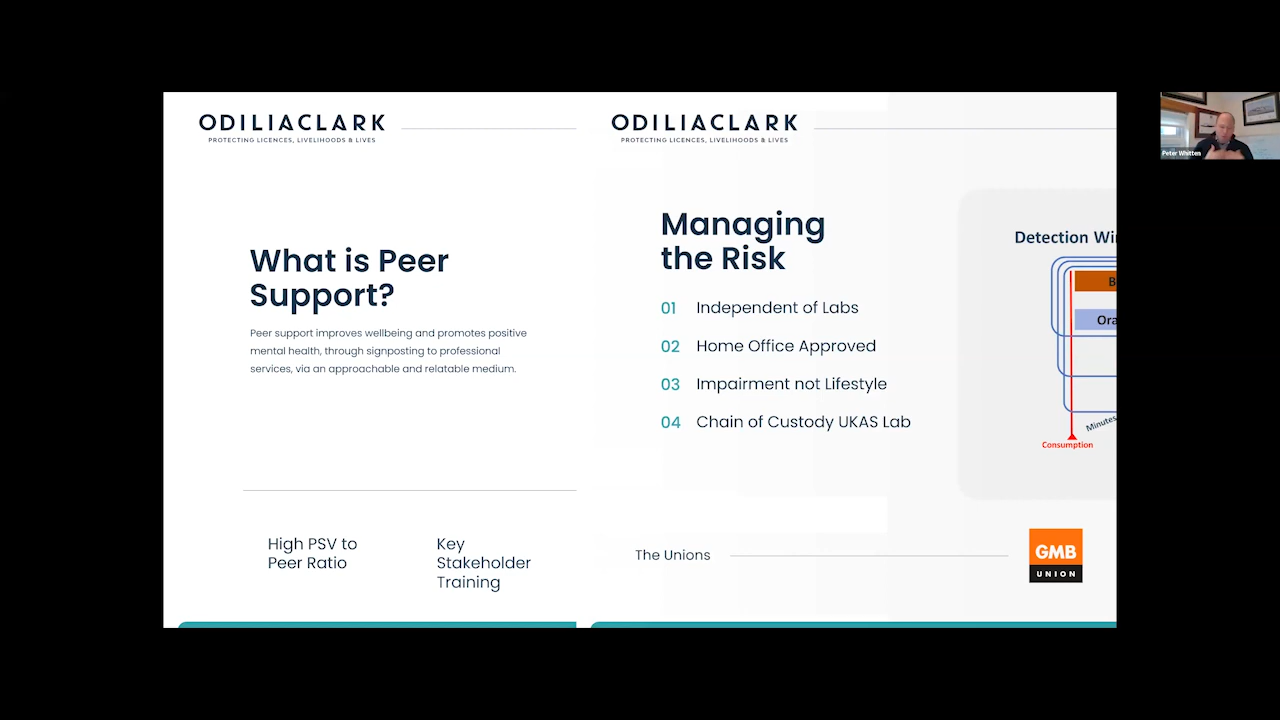 ODILIACLARK
PROTECTING LICENCES, LIVELIHOODS & LIVES
What is Peer
Support?
Peer support improves wellbeing and promotes positive
mental health, through signposting to professional
services, via an approachable and relatable medium.
High PSV to
Peer Ratio
Key
Stakeholder
Training
ODILIACLARK
PROTECTING LICENCES, LIVELIHOODS & LIVES
Managing
the Risk
01 Independent of Labs
02 Home Office Approved
03 Impairment not Lifestyle
04 Chain of Custody UKAS Lab
Detection
Minutes
Consumption
The Unions
GMB
UNION
Peter Whitten